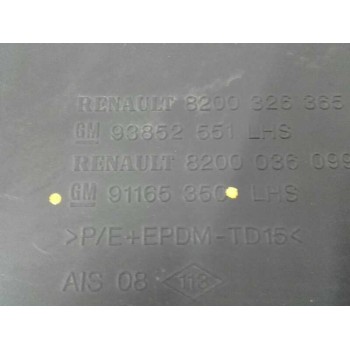 RENAULT 8200 326 365
GM 93852 551 LHS
RENAULT 8200 036 099
GM 91165 350 LHS
>P/E+EPDM-TD15<
AIS 08 118